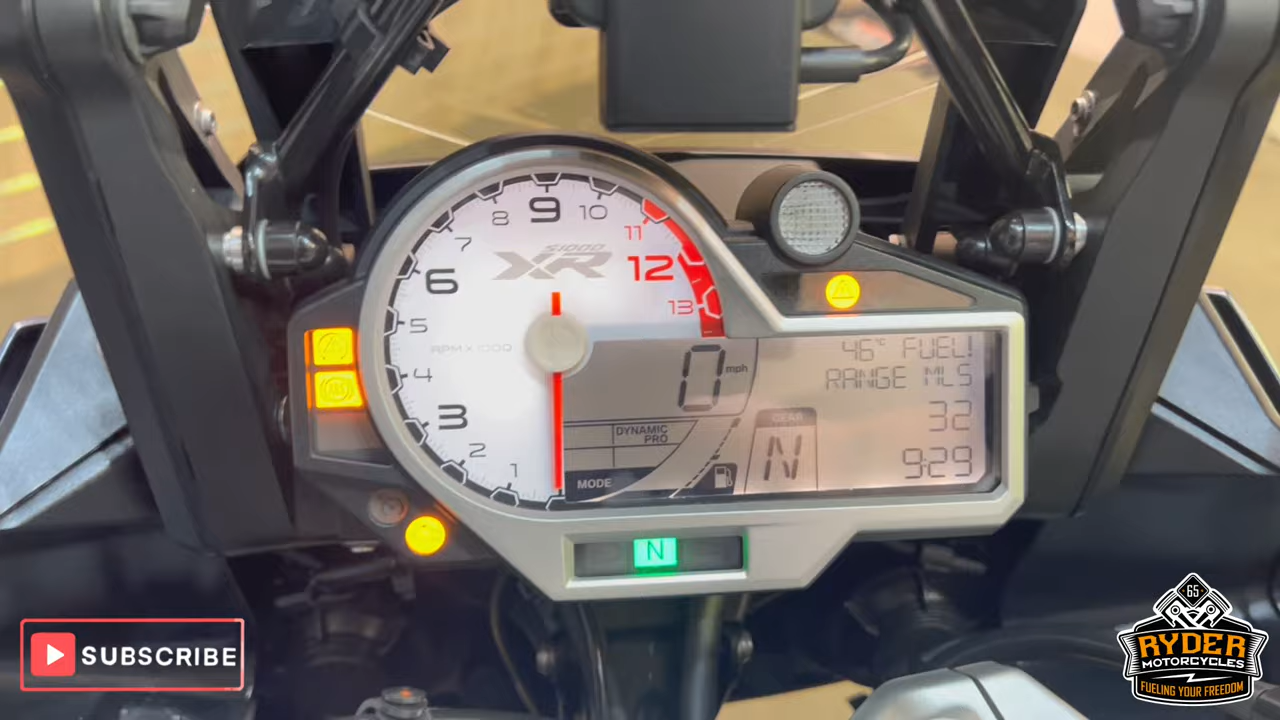 8
9
10
7
11
S1000
XR
6
12
13
5
RPM X 1000
4
3
2
1
0 mph
DYNAMIC
PRO
MODE
GEAR
N
46°C FUEL!
RANGE MLS
32
9:29
ABS
N
SUBSCRIBE
65
RYDER
MOTORCYCLES
FUELING YOUR FREEDOM